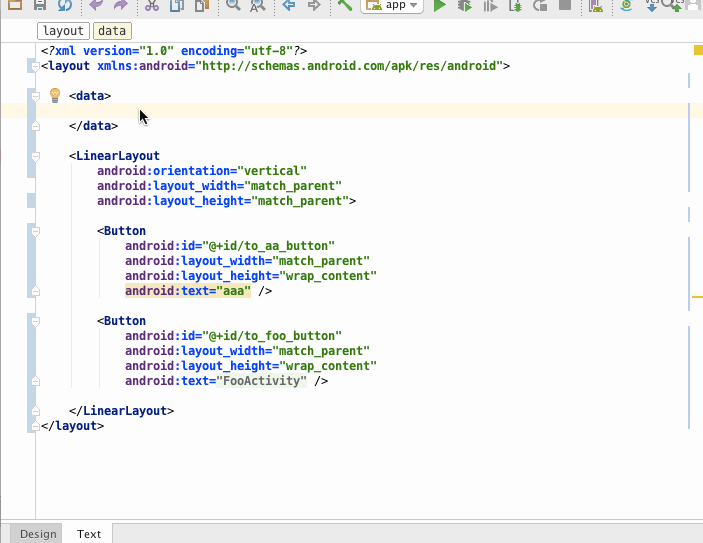 app
layout data
<?xml version="1.0" encoding="utf-8"?>
<layout xmlns:android="http://schemas.android.com/apk/res/android">
<data>
</data>
<LinearLayout
android:orientation="vertical"
android:layout_width="match_parent"
android:layout_height="match_parent">
<Button
android:id="@+id/to_aa_button"
android:layout_width="match_parent"
android:layout_height="wrap_content"
android:text="aaa" />
<Button
android:id="@+id/to_foo_button"
android:layout_width="match_parent"
android:layout_height="wrap_content"
android:text="FooActivity" />
</LinearLayout>
</layout>
Design Text